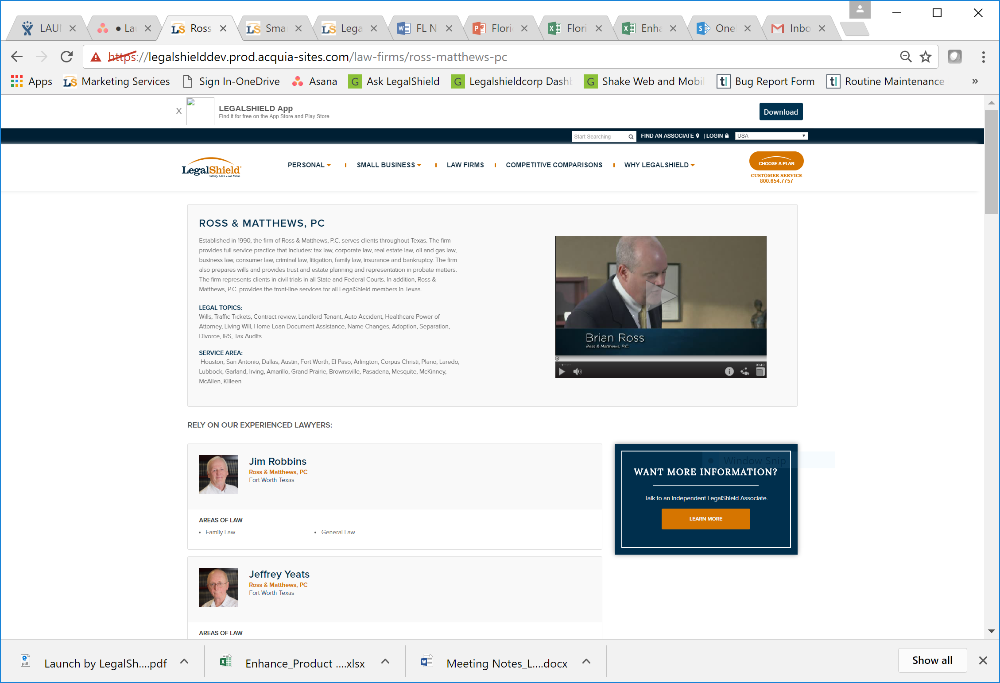 LAU
La
Ross
Sma
Lega
FL N
Flori
Flori
Enha
One
Inbo
https://legalshielddev.prod.acquia-sites.com/law-firms/ross-matthews-pc
Apps
Marketing Services
Sign In-OneDrive
Asana
Ask LegalShield
Legalshieldcorp Dashb
Shake Web and Mobil
Bug Report Form
Routine Maintenance
»
X
LEGALSHIELD App
Find it for free on the App Store and Play Store.
Download
Start Searching
FIND AN ASSOCIATE | LOGIN
USA
LegalShield
Worry Less. Live More.
PERSONAL
SMALL BUSINESS
LAW FIRMS
COMPETITIVE COMPARISONS
WHY LEGALSHIELD
CHOOSE A PLAN
CUSTOMER SERVICE
800.654.7757
ROSS & MATTHEWS, PC
Established in 1990, the firm of Ross & Matthews, P.C. serves clients throughout Texas. The firm
provides full service practice that includes: tax law, corporate law, real estate law, oil and gas law,
business law, consumer law, criminal law, litigation, family law, insurance and bankruptcy. The firm
also prepares wills and provides trust and estate planning and representation in probate matters.
The firm represents clients in civil trials in all State and Federal Courts. In addition, Ross &
Matthews, P.C. provides the front-line services for all LegalShield members in Texas.
LEGAL TOPICS:
Wills, Traffic Tickets, Contract review, Landlord Tenant, Auto Accident, Healthcare Power of
Attorney, Living Will, Home Loan Document Assistance, Name Changes, Adoption, Separation,
Divorce, IRS, Tax Audits
SERVICE AREA:
Houston, San Antonio, Dallas, Austin, Fort Worth, El Paso, Arlington, Corpus Christi, Plano, Laredo,
Lubbock, Garland, Irving, Amarillo, Grand Prairie, Brownsville, Pasadena, Mesquite, McKinney,
McAllen, Killeen
Brian Ross
Ross & Matthews, P.C.
--:--:--
01:48
RELY ON OUR EXPERIENCED LAWYERS:
Jim Robbins
Ross & Matthews, PC
Fort Worth Texas
AREAS OF LAW
• Family Law
• General Law
Window Snip
WANT MORE INFORMATION?
Talk to an Independent LegalShield Associate.
LEARN MORE
Jeffrey Yeats
Ross & Matthews, PC
Fort Worth Texas
AREAS OF LAW
Launch by LegalSh....pdf
Enhance_Product ....xlsx
Meeting Notes_L....docx
Show all